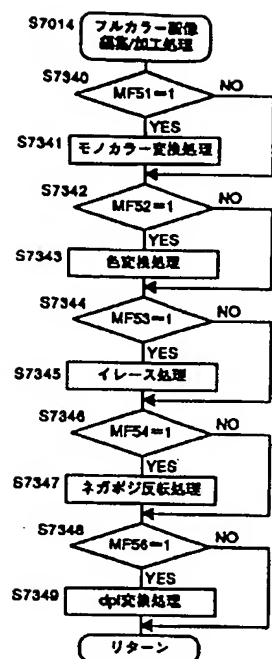 S7014
フルカラー画像
編集/加工処理
S7340
MF51=1
NO
YES
S7341
モノカラー変換処理
S7342
MF52=1
NO
YES
S7343
色変換処理
S7344
MF53=1
NO
YES
S7345
イレース処理
S7346
MF54=1
NO
YES
S7347
ネガポジ反転処理
S7348
MF56=1
NO
YES
S7349
dpi変換処理
リターン